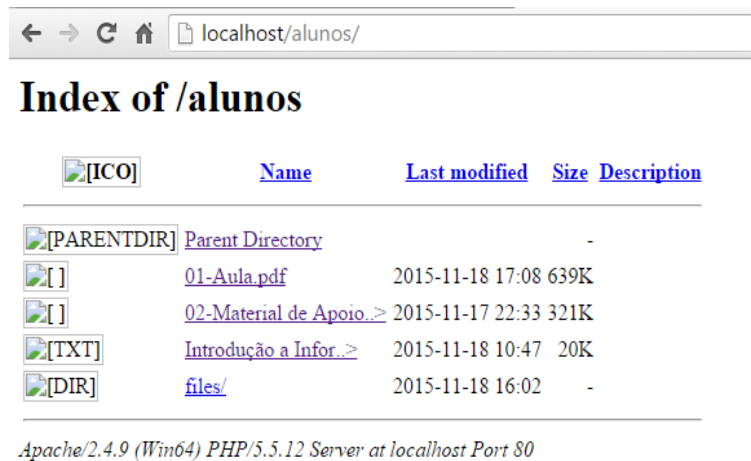 localhost/alunos/
Index of /alunos
[ICO] Name Last modified Size Description
[PARENTDIR] Parent Directory -
[ ] 01-Aula.pdf 2015-11-18 17:08 639K
[ ] 02-Material de Apoio..> 2015-11-17 22:33 321K
[TXT] Introdução a Infor..> 2015-11-18 10:47 20K
[DIR] files/ 2015-11-18 16:02 -
Apache/2.4.9 (Win64) PHP/5.5.12 Server at localhost Port 80